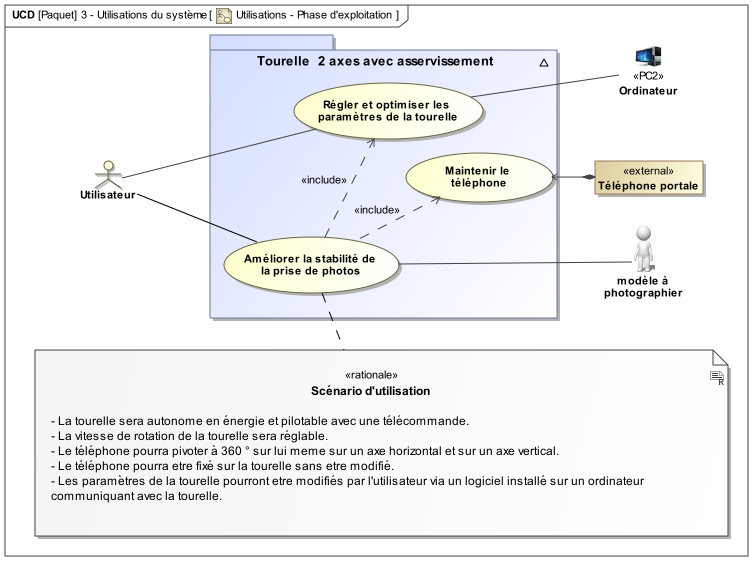 UCD [Paquet] 3 - Utilisations du système [ Utilisations - Phase d'exploitation ]
Tourelle 2 axes avec asservissement
«PC2»
Ordinateur
Régler et optimiser les
paramètres de la tourelle
Maintenir le
téléphone
«external»
Téléphone portale
«include»
«include»
Utilisateur
Améliorer la stabilité de
la prise de photos
modèle à
photographier
«rationale»
Scénario d'utilisation
- La tourelle sera autonome en énergie et pilotable avec une télécommande.
- La vitesse de rotation de la tourelle sera réglable.
- Le téléphone pourra pivoter à 360 ° sur lui meme sur un axe horizontal et sur un axe vertical.
- Le téléphone pourra etre fixé sur la tourelle sans etre modifié.
- Les paramètres de la tourelle pourront etre modifiés par l'utilisateur via un logiciel installé sur un ordinateur
communiquant avec la tourelle.
R